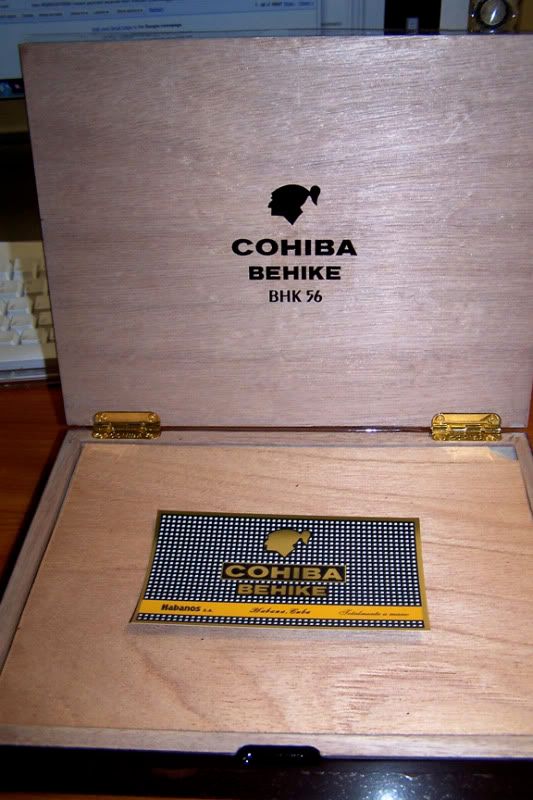 COHIBA
BEHIKE
BHK 56
COHIBA
BEHIKE
Habanos s.a.
Habana, Cuba
Totalmente a mano